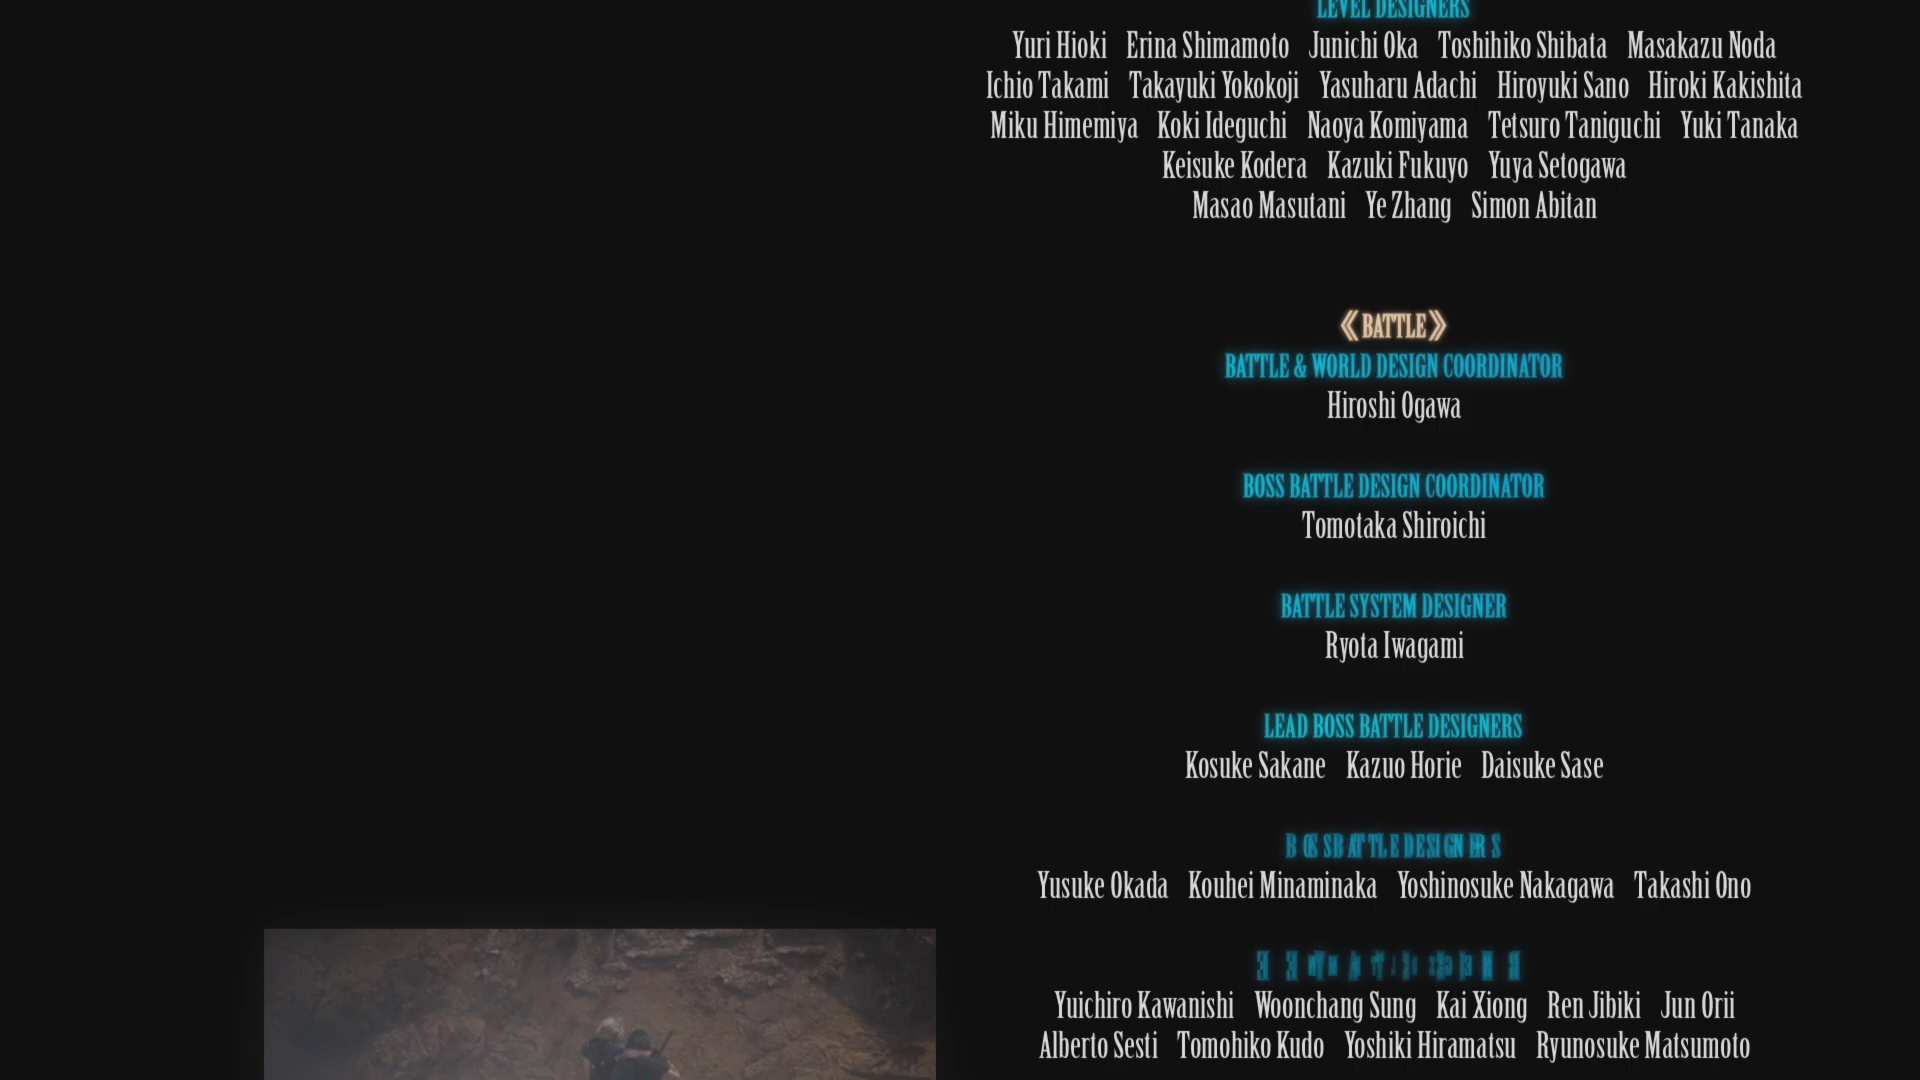 LEVEL DESIGNERS
Yuri Hioki Erina Shimamoto Junichi Oka Toshihiko Shibata Masakazu Noda
Ichio Takami Takayuki Yokokoji Yasuharu Adachi Hiroyuki Sano Hiroki Kakishita
Miku Himemiya Koki Ideguchi Naoya Komiyama Tetsuro Taniguchi Yuki Tanaka
Keisuke Kodera Kazuki Fukuyo Yuya Setogawa
Masao Masutani Ye Zhang Simon Abitan
《BATTLE》
BATTLE & WORLD DESIGN COORDINATOR
Hiroshi Ogawa
BOSS BATTLE DESIGN COORDINATOR
Tomotaka Shiroichi
BATTLE SYSTEM DESIGNER
Ryota Iwagami
LEAD BOSS BATTLE DESIGNERS
Kosuke Sakane Kazuo Horie Daisuke Sase
BOSS BATTLE DESIGNERS
Yusuke Okada Kouhei Minaminaka Yoshinosuke Nakagawa Takashi Ono
Yuichiro Kawanishi Woonchang Sung Kai Xiong Ren Jibiki Jun Orii
Alberto Sesti Tomohiko Kudo Yoshiki Hiramatsu Ryunosuke Matsumoto